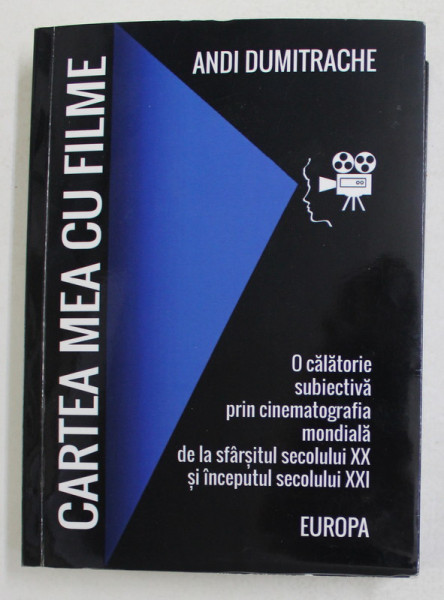 ANDI DUMITRACHE
CARTEA MEA CU FILME
O călătorie
subiectivă
prin cinematografia
mondială
de la sfârșitul secolului XX
și începutul secolului XXI
EUROPA